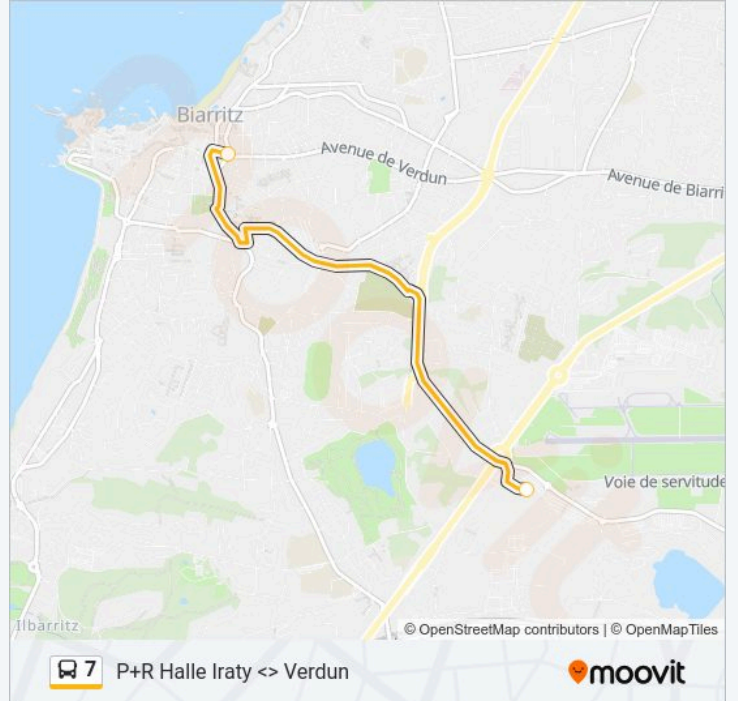 Biarritz
Avenue de Verdun
Avenue de Biarri
Voie de servitude
Ilbarritz
© OpenStreetMap contributors | © OpenMapTiles
7 P+R Halle Iraty <> Verdun
moovit